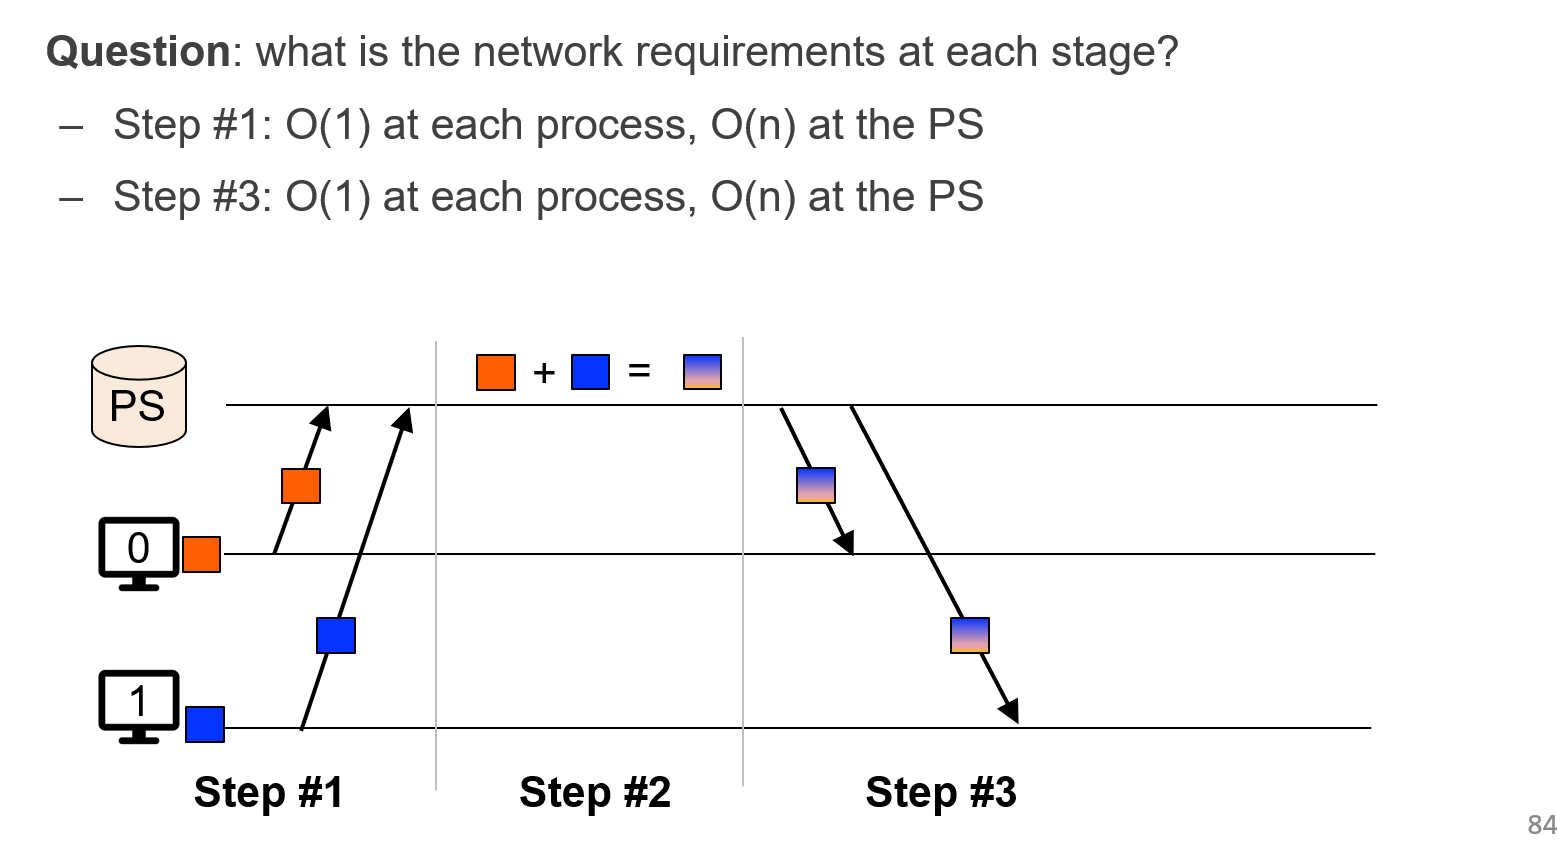 Question: what is the network requirements at each stage?
– Step #1: O(1) at each process, O(n) at the PS
– Step #3: O(1) at each process, O(n) at the PS
+ =
PS
0
1
Step #1 Step #2 Step #3
84